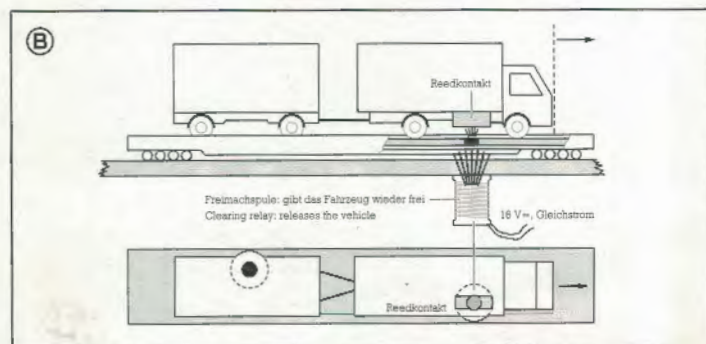 B
Reedkontakt
Freimachspule: gibt das Fahrzeug wieder frei
Clearing relay: releases the vehicle
16 V=, Gleichstrom
Reedkontakt